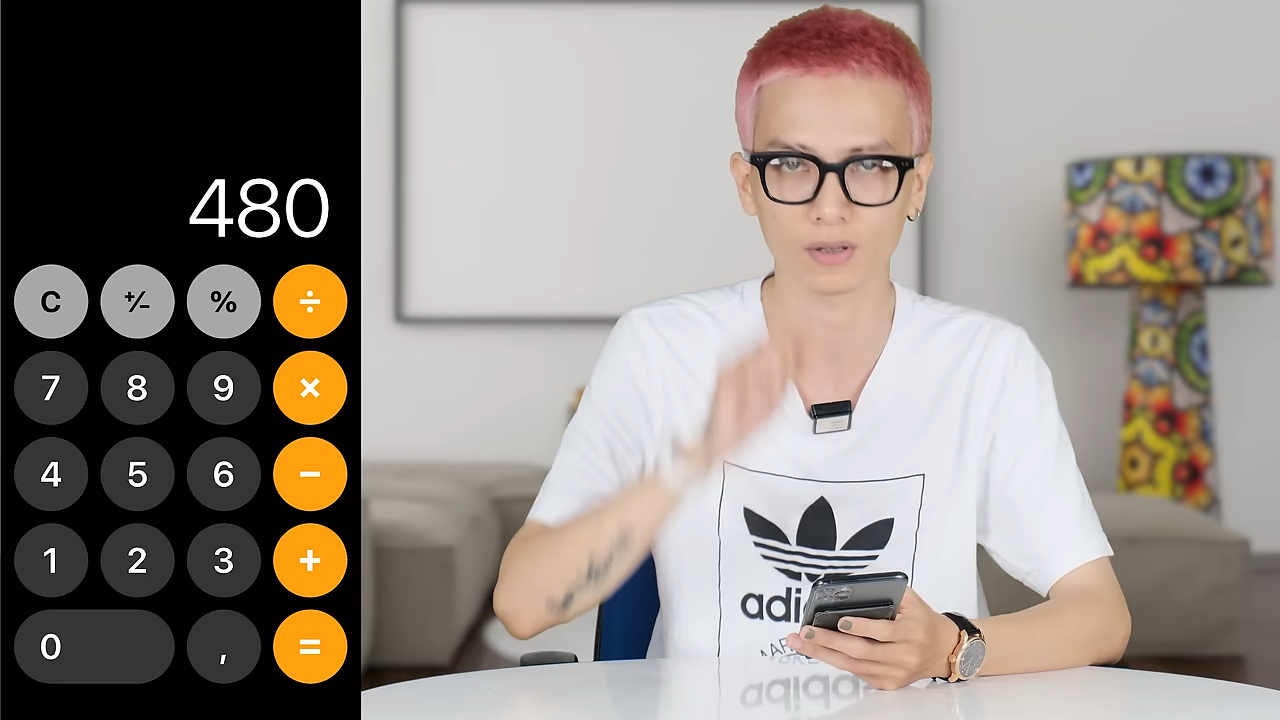 480
C +/− % ÷
7 8 9 ×
4 5 6 −
1 2 3 +
0 , =
adi